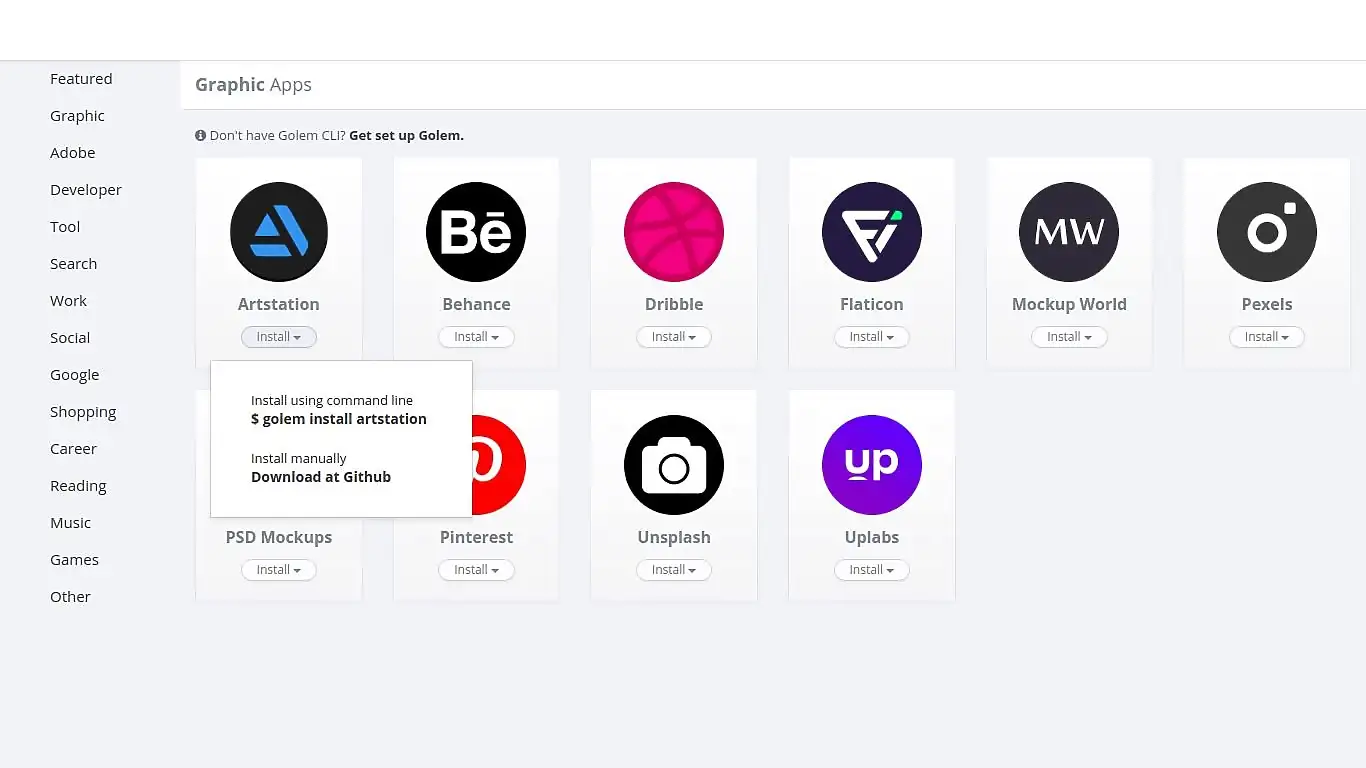 Featured
Graphic
Adobe
Developer
Tool
Search
Work
Social
Google
Shopping
Career
Reading
Music
Games
Other
Graphic Apps
Don't have Golem CLI? Get set up Golem.
Bē
MW
Artstation
Behance
Dribble
Flaticon
Mockup World
Pexels
Install
Install
Install
Install
Install
Install
Install using command line
$ golem install artstation
Install manually
Download at Github
up
PSD Mockups
Pinterest
Unsplash
Uplabs
Install
Install
Install
Install